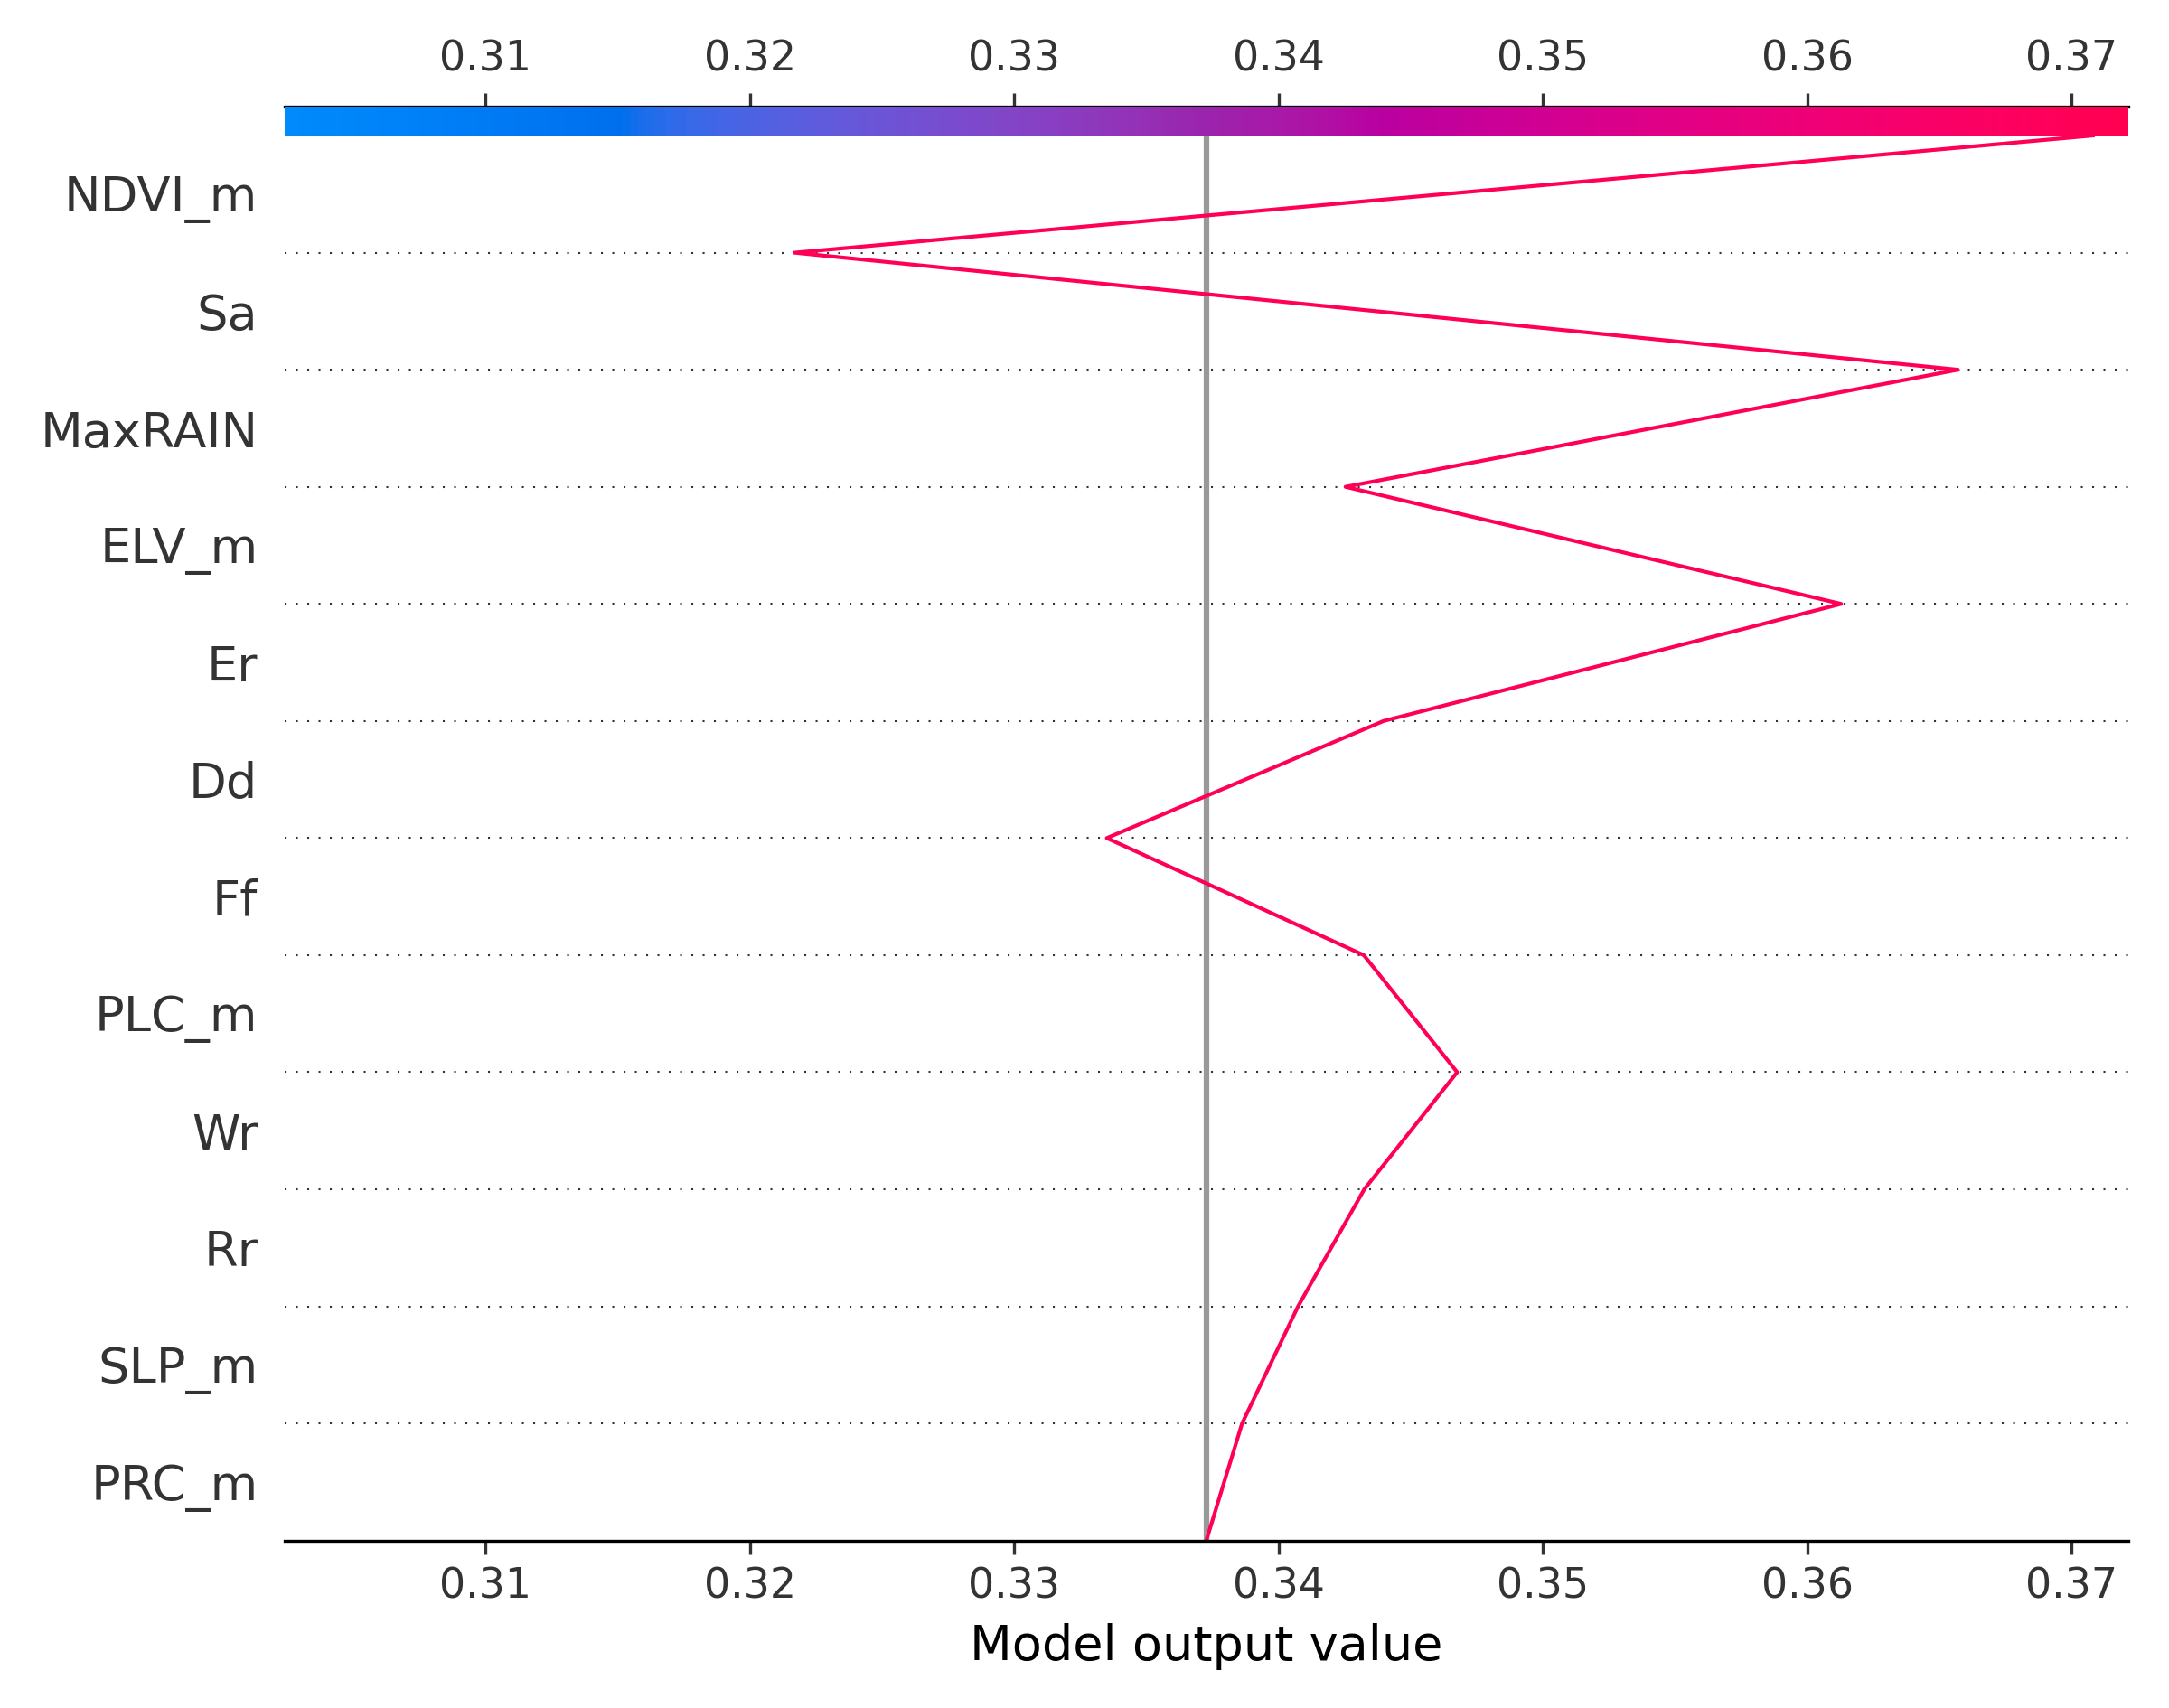 0.31 0.32 0.33 0.34 0.35 0.36 0.37
NDVI_m
Sa
MaxRAIN
ELV_m
Er
Dd
Ff
PLC_m
Wr
Rr
SLP_m
PRC_m
0.31 0.32 0.33 0.34 0.35 0.36 0.37
Model output value